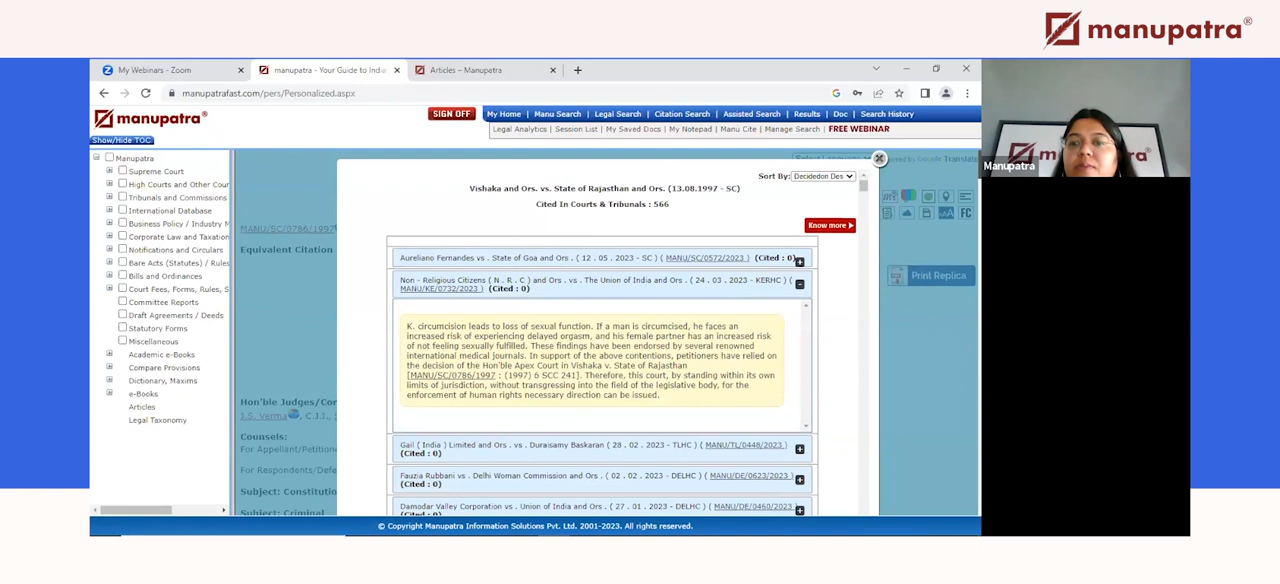 manupatra®
My Webinars - Zoom
manupatra - Your Guide to India
Articles – Manupatra
manupatrafast.com/pers/Personalized.aspx
manupatra®
SIGN OFF
My Home | Manu Search | Legal Search | Citation Search | Assisted Search | Results | Doc | Search History
Legal Analytics | Session List | My Saved Docs | My Notepad | Manu Cite | Manage Search | FREE WEBINAR
Show/Hide TOC
Manupatra
Supreme Court
High Courts and Other Cour
Tribunals and Commissions
International Database
Business Policy / Industry M
Corporate Law and Taxation
Notifications and Circulars
Bare Acts (Statutes) / Rules
Bills and Ordinances
Court Fees, Forms, Rules, S
Committee Reports
Draft Agreements / Deeds
Statutory Forms
Miscellaneous
Academic e-Books
Compare Provisions
Dictionary, Maxims
e-Books
Articles
Legal Taxonomy
MANU/SC/0786/1997
Equivalent Citation
Hon'ble Judges/Cor
J.S. Verma, C.J.I.,
Counsels:
For Appellant/Petitione
For Respondents/Defe
Subject: Constitutio
Subject: Criminal
Sort By: Decidedon Des
Vishaka and Ors. vs. State of Rajasthan and Ors. (13.08.1997 - SC)
Cited In Courts & Tribunals : 566
Know more
Aureliano Fernandes vs . State of Goa and Ors . ( 12 . 05 . 2023 - SC ) ( MANU/SC/0572/2023 ) (Cited : 0)
Non - Religious Citizens ( N . R . C ) and Ors . vs . The Union of India and Ors . ( 24 . 03 . 2023 - KERHC ) (
MANU/KE/0732/2023 ) (Cited : 0)
K. circumcision leads to loss of sexual function. If a man is circumcised, he faces an
increased risk of experiencing delayed orgasm, and his female partner has an increased risk
of not feeling sexually fulfilled. These findings have been endorsed by several renowned
international medical journals. In support of the above contentions, petitioners have relied on
the decision of the Hon'ble Apex Court in Vishaka v. State of Rajasthan
[MANU/SC/0786/1997 : (1997) 6 SCC 241]. Therefore, this court, by standing within its own
limits of jurisdiction, without transgressing into the field of the legislative body, for the
enforcement of human rights necessary direction can be issued.
Gail ( India ) Limited and Ors . vs . Duraisamy Baskaran ( 28 . 02 . 2023 - TLHC ) ( MANU/TL/0448/2023 )
(Cited : 0)
Fauzia Rubbani vs . Delhi Woman Commission and Ors . ( 02 . 02 . 2023 - DELHC ) ( MANU/DE/0623/2023 )
(Cited : 0)
Damodar Valley Corporation vs . Union of India and Ors . ( 27 . 01 . 2023 - DELHC ) ( MANU/DE/0460/2023 )
(Cited : 0)
Translate
FC
Print Replica
Manupatra
© Copyright Manupatra Information Solutions Pvt. Ltd. 2001-2023. All rights reserved.